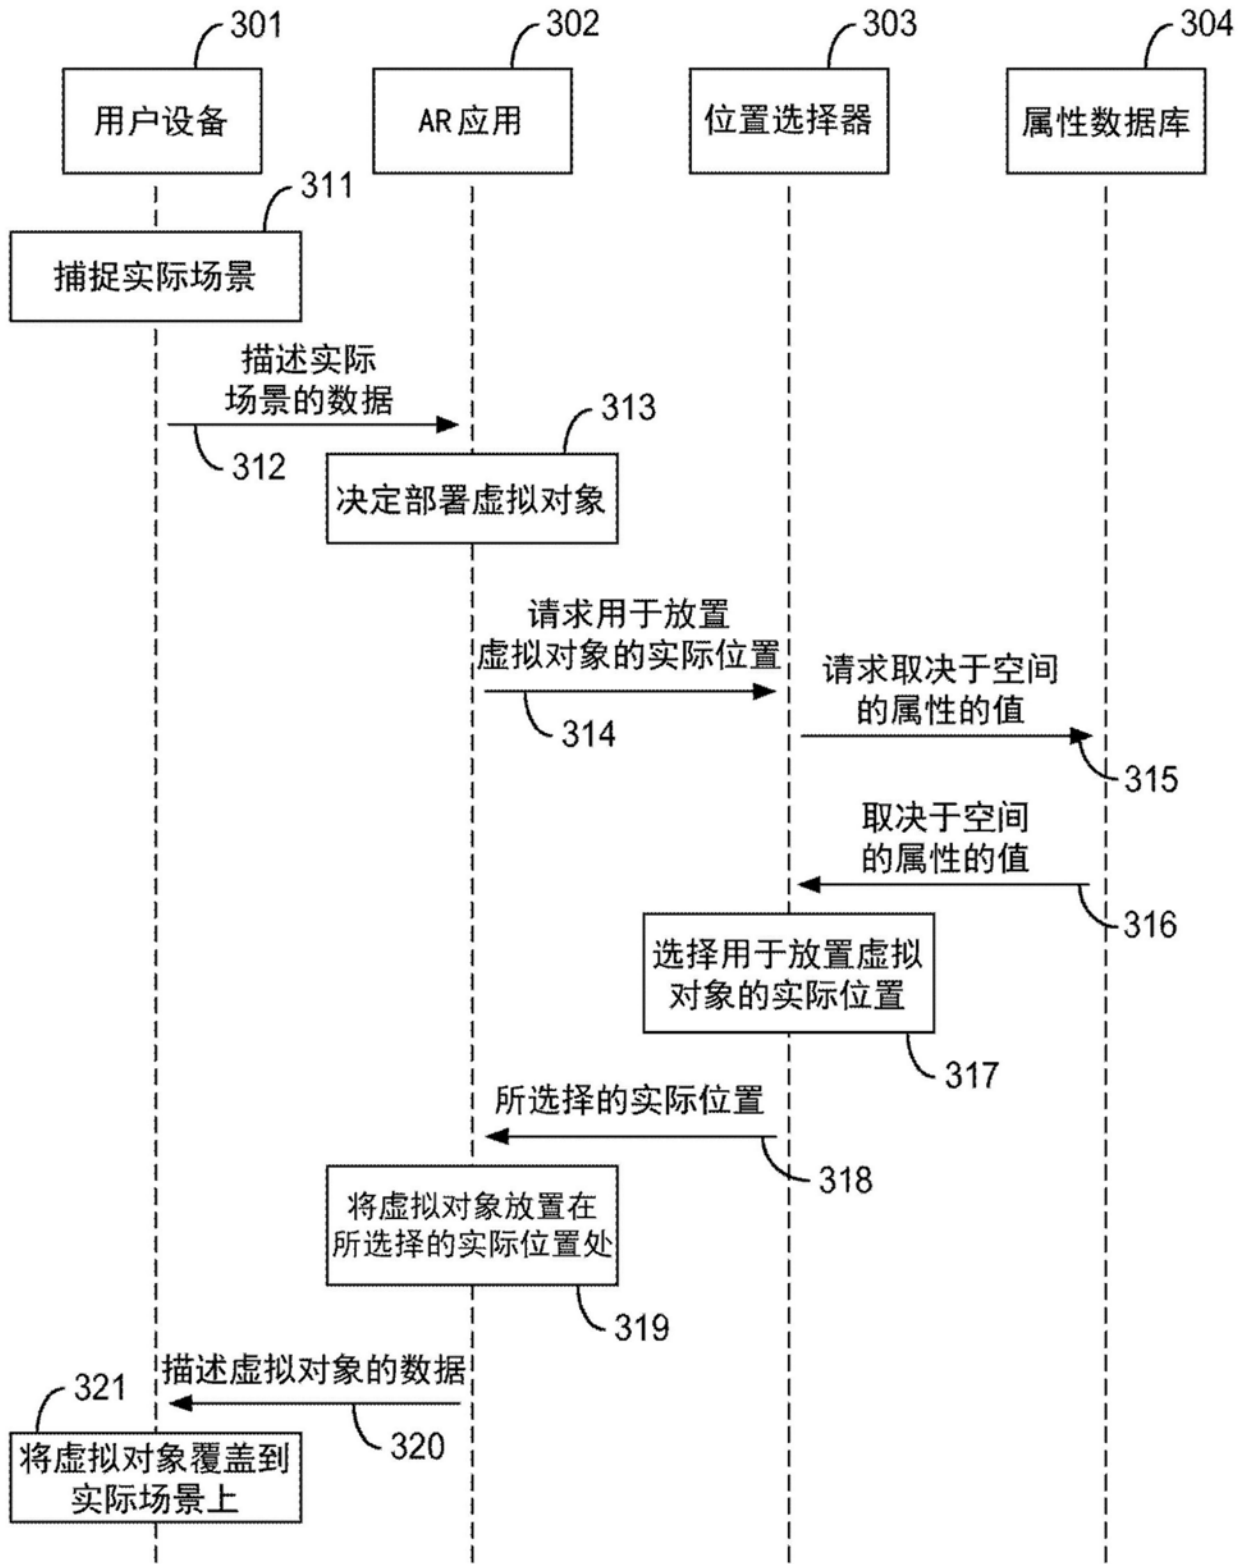 301
302
303
304
用户设备
AR应用
位置选择器
属性数据库
311
捕捉实际场景
描述实际
场景的数据
312
313
决定部署虚拟对象
请求用于放置
虚拟对象的实际位置
314
请求取决于空间
的属性的值
315
取决于空间
的属性的值
316
选择用于放置虚拟
对象的实际位置
317
所选择的实际位置
318
将虚拟对象放置在
所选择的实际位置处
319
描述虚拟对象的数据
320
321
将虚拟对象覆盖到
实际场景上